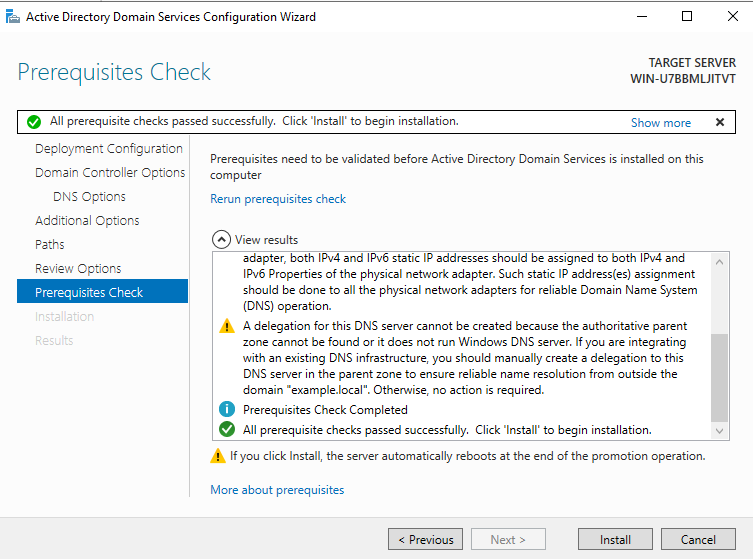 Active Directory Domain Services Configuration Wizard
Prerequisites Check
TARGET SERVER
WIN-U7BBMLJITVT
All prerequisite checks passed successfully. Click 'Install' to begin installation.
Show more
Deployment Configuration
Domain Controller Options
DNS Options
Additional Options
Paths
Review Options
Prerequisites Check
Installation
Results
Prerequisites need to be validated before Active Directory Domain Services is installed on this
computer
Rerun prerequisites check
View results
adapter, both IPv4 and IPv6 static IP addresses should be assigned to both IPv4 and
IPv6 Properties of the physical network adapter. Such static IP address(es) assignment
should be done to all the physical network adapters for reliable Domain Name System
(DNS) operation.
A delegation for this DNS server cannot be created because the authoritative parent
zone cannot be found or it does not run Windows DNS server. If you are integrating
with an existing DNS infrastructure, you should manually create a delegation to this
DNS server in the parent zone to ensure reliable name resolution from outside the
domain "example.local". Otherwise, no action is required.
Prerequisites Check Completed
All prerequisite checks passed successfully. Click 'Install' to begin installation.
If you click Install, the server automatically reboots at the end of the promotion operation.
More about prerequisites
< Previous
Next >
Install
Cancel